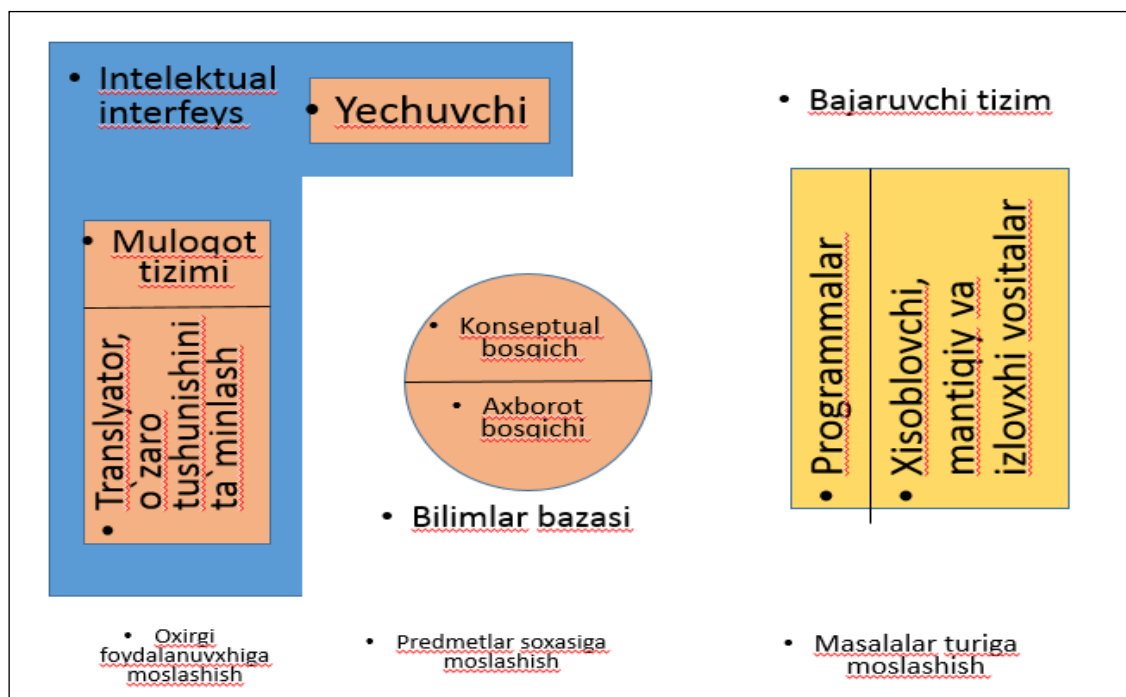 • Intelektual
interfeys
• Yechuvchi
• Bajaruvchi tizim
• Muloqot
tizimi
• Translyator,
o`zaro
tushunishini
ta`minlash
• Konseptual
bosqich
• Axborot
bosqichi
• Bilimlar bazasi
• Programmalar
• Xisoblovchi,
mantiqiy va
izlovxhi vositalar
• Oxirgi
foydalanuvxhiga
moslashish
• Predmetlar soxasiga
moslashish
• Masalalar turiga
moslashish